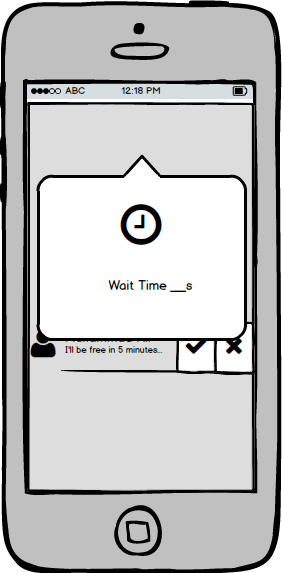 ABC 12:18 PM
Wait Time __s
I'll be free in 5 minutes..